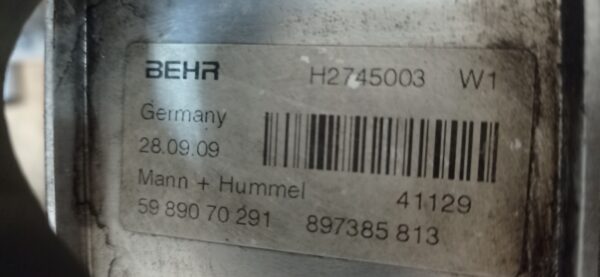 BEHR H2745003 W1
Germany
28.09.09
Mann + Hummel 41129
59 890 70 291 897385 813